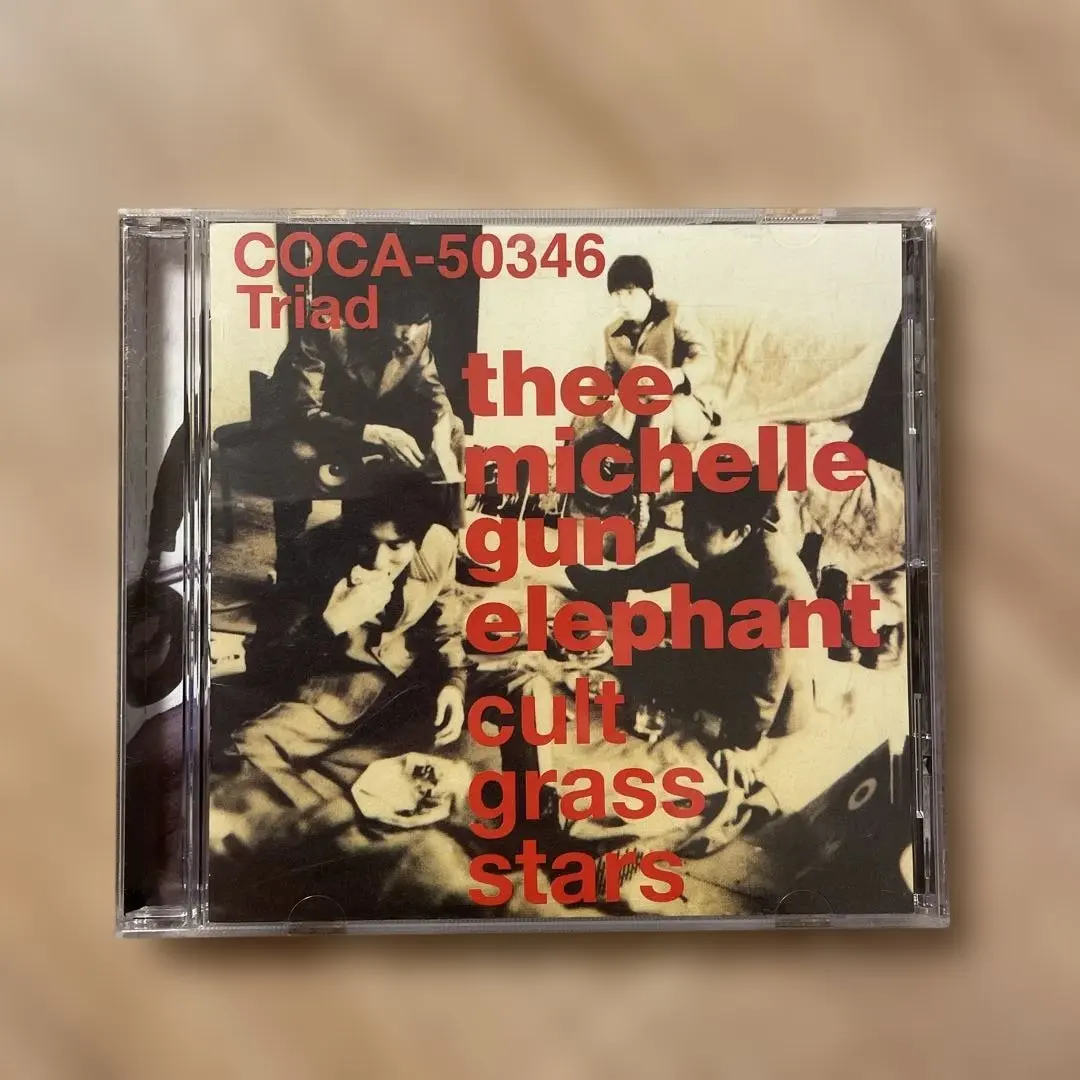 COCA-50346
Triad
thee
michelle
gun
elephant
cult
grass
stars